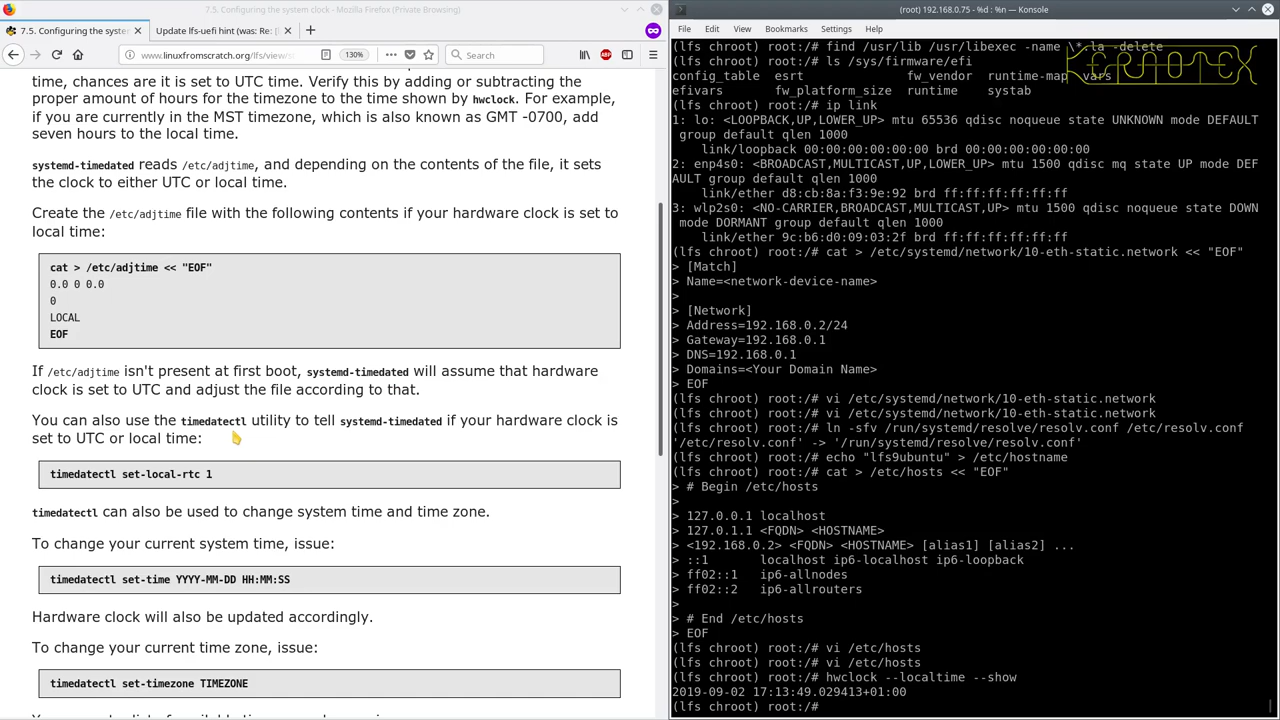 7.5. Configuring the system clock - Mozilla Firefox (Private Browsing)
7.5. Configuring the syste
Update lfs-uefi hint (was: Re: [
www.linuxfromscratch.org/lfs/view/s
130%
Search
time, chances are it is set to UTC time. Verify this by adding or subtracting the
proper amount of hours for the timezone to the time shown by hwclock. For example,
if you are currently in the MST timezone, which is also known as GMT -0700, add
seven hours to the local time.
systemd-timedated reads /etc/adjtime, and depending on the contents of the file, it sets
the clock to either UTC or local time.
Create the /etc/adjtime file with the following contents if your hardware clock is set to
local time:
cat > /etc/adjtime << "EOF"
0.0 0 0.0
0
LOCAL
EOF
If /etc/adjtime isn't present at first boot, systemd-timedated will assume that hardware
clock is set to UTC and adjust the file according to that.
You can also use the timedatectl utility to tell systemd-timedated if your hardware clock is
set to UTC or local time:
timedatectl set-local-rtc 1
timedatectl can also be used to change system time and time zone.
To change your current system time, issue:
timedatectl set-time YYYY-MM-DD HH:MM:SS
Hardware clock will also be updated accordingly.
To change your current time zone, issue:
timedatectl set-timezone TIMEZONE
(root) 192.168.0.75 - %d : %n — Konsole
File Edit View Bookmarks Settings Help
(lfs chroot) root:/# find /usr/lib /usr/libexec -name \*.la -delete
(lfs chroot) root:/# ls /sys/firmware/efi
config_table esrt fw_vendor runtime-map vars
efivars fw_platform_size runtime systab
(lfs chroot) root:/# ip link
1: lo: <LOOPBACK,UP,LOWER_UP> mtu 65536 qdisc noqueue state UNKNOWN mode DEFAULT
group default qlen 1000
link/loopback 00:00:00:00:00:00 brd 00:00:00:00:00:00
2: enp4s0: <BROADCAST,MULTICAST,UP,LOWER_UP> mtu 1500 qdisc mq state UP mode DEF
AULT group default qlen 1000
link/ether d8:cb:8a:f3:9e:92 brd ff:ff:ff:ff:ff:ff
3: wlp2s0: <NO-CARRIER,BROADCAST,MULTICAST,UP> mtu 1500 qdisc noqueue state DOWN
mode DORMANT group default qlen 1000
link/ether 9c:b6:d0:09:03:2f brd ff:ff:ff:ff:ff:ff
(lfs chroot) root:/# cat > /etc/systemd/network/10-eth-static.network << "EOF"
> [Match]
> Name=<network-device-name>
>
> [Network]
> Address=192.168.0.2/24
> Gateway=192.168.0.1
> DNS=192.168.0.1
> Domains=<Your Domain Name>
> EOF
(lfs chroot) root:/# vi /etc/systemd/network/10-eth-static.network
(lfs chroot) root:/# vi /etc/systemd/network/10-eth-static.network
(lfs chroot) root:/# ln -sfv /run/systemd/resolve/resolv.conf /etc/resolv.conf
'/etc/resolv.conf' -> '/run/systemd/resolve/resolv.conf'
(lfs chroot) root:/# echo "lfs9ubuntu" > /etc/hostname
(lfs chroot) root:/# cat > /etc/hosts << "EOF"
> # Begin /etc/hosts
>
> 127.0.0.1 localhost
> 127.0.1.1 <FQDN> <HOSTNAME>
> <192.168.0.2> <FQDN> <HOSTNAME> [alias1] [alias2] ...
> ::1 localhost ip6-localhost ip6-loopback
> ff02::1 ip6-allnodes
> ff02::2 ip6-allrouters
>
> # End /etc/hosts
> EOF
(lfs chroot) root:/# vi /etc/hosts
(lfs chroot) root:/# vi /etc/hosts
(lfs chroot) root:/# hwclock --localtime --show
2019-09-02 17:13:49.029413+01:00
(lfs chroot) root:/#